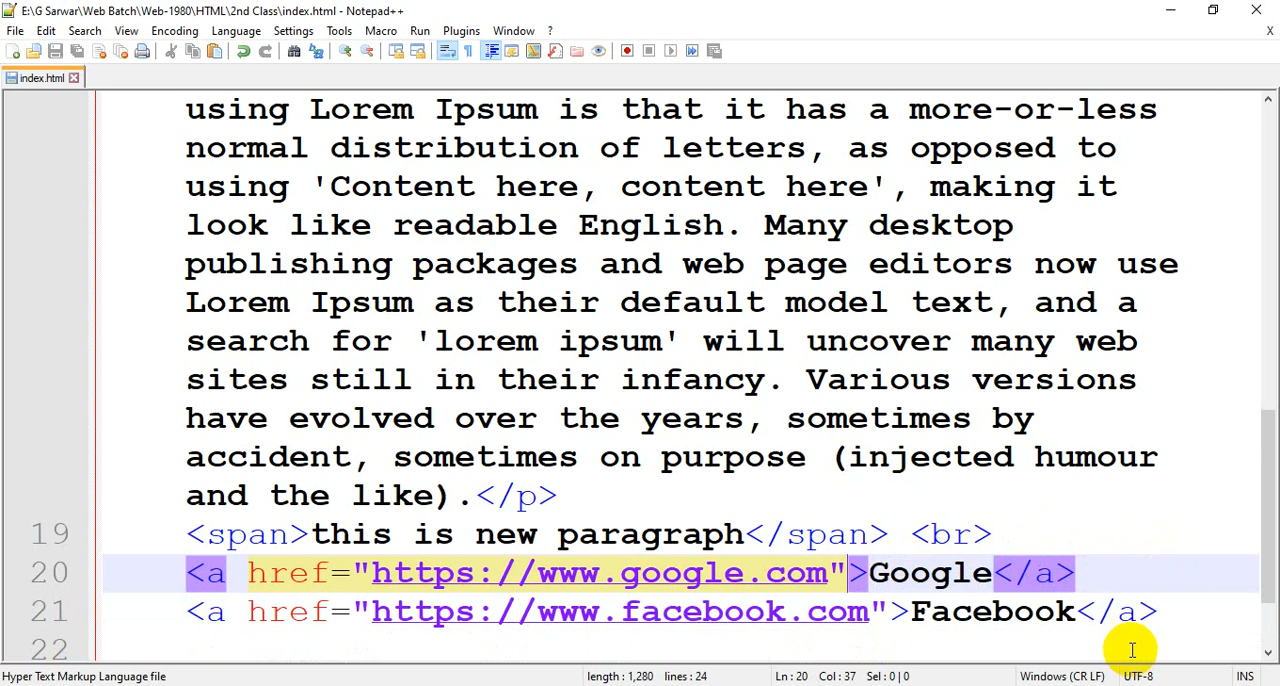 E:\G Sarwar\Web Batch\Web-1980\HTML\2nd Class\index.html - Notepad++
File Edit Search View Encoding Language Settings Tools Macro Run Plugins Window ? X
index.html
using Lorem Ipsum is that it has a more-or-less
normal distribution of letters, as opposed to
using 'Content here, content here', making it
look like readable English. Many desktop
publishing packages and web page editors now use
Lorem Ipsum as their default model text, and a
search for 'lorem ipsum' will uncover many web
sites still in their infancy. Various versions
have evolved over the years, sometimes by
accident, sometimes on purpose (injected humour
and the like).</p>
19 <span>this is new paragraph</span> <br>
20 <a href="https://www.google.com">Google</a>
21 <a href="https://www.facebook.com">Facebook</a>
22
Hyper Text Markup Language file length : 1,280 lines : 24 Ln : 20 Col : 37 Sel : 0 | 0 Windows (CR LF) UTF-8 INS